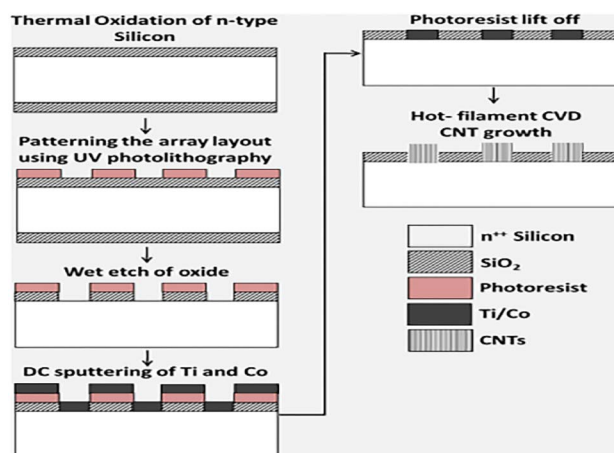 Thermal Oxidation of n-type
Silicon
Patterning the array layout
using UV photolithography
Wet etch of oxide
DC sputtering of Ti and Co
Photoresist lift off
Hot- filament CVD
CNT growth
n⁺⁺ Silicon
SiO₂
Photoresist
Ti/Co
CNTs